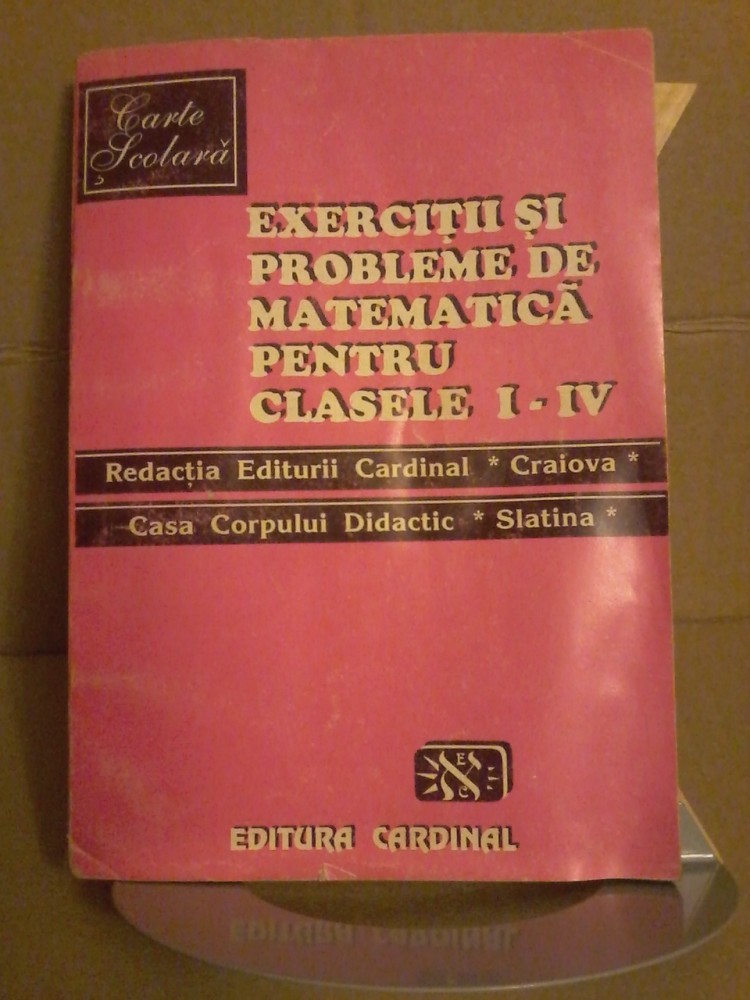 Carte
Școlară
EXERCIȚII ȘI
PROBLEME DE
MATEMATICĂ
PENTRU
CLASELE I - IV
Redacția Editurii Cardinal * Craiova *
Casa Corpului Didactic * Slatina *
E
ℵ
C
EDITURA CARDINAL